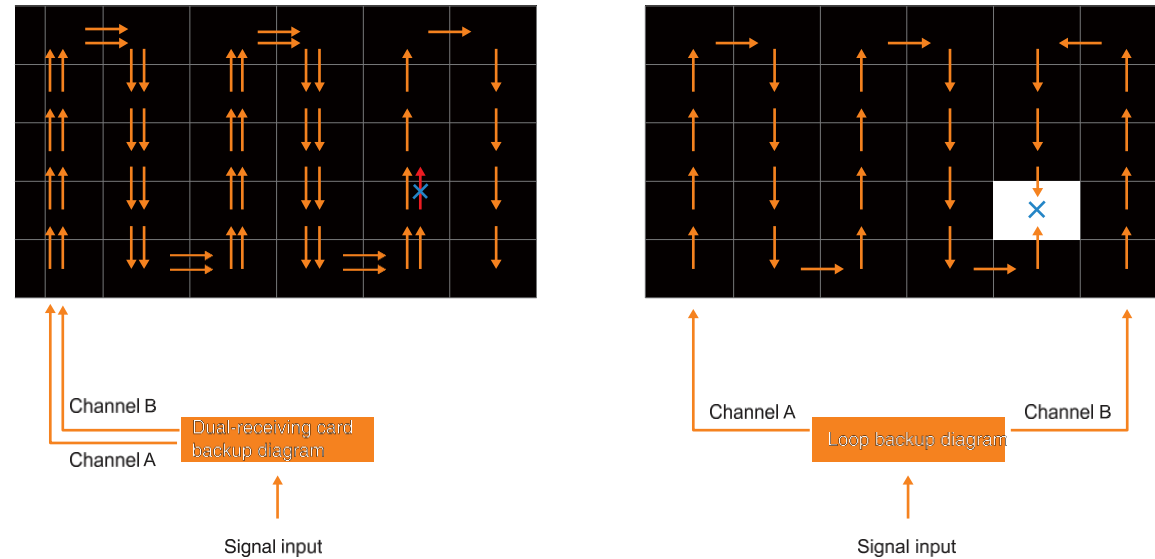 Channel B
Dual-receiving card
backup diagram
Channel A
Signal input
Channel A
Channel B
Loop backup diagram
Signal input